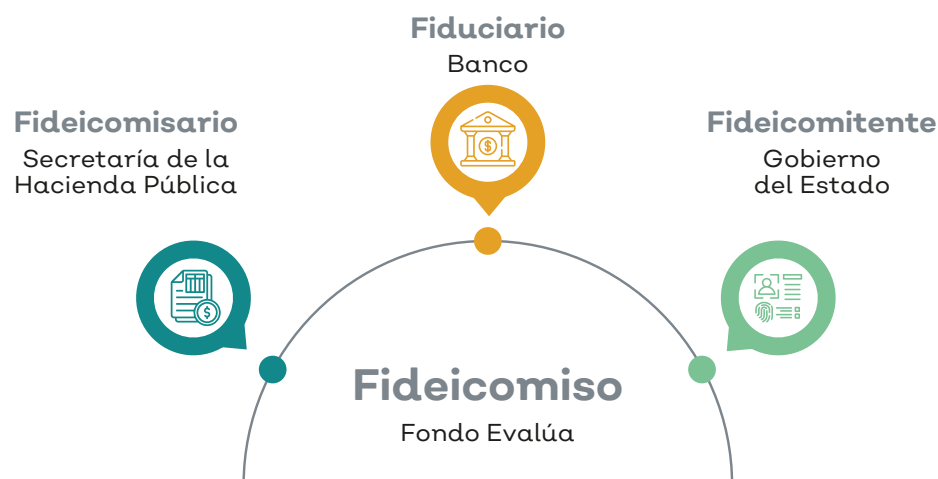 Fiduciario
Banco
Fideicomisario
Secretaría de la
Hacienda Pública
Fideicomitente
Gobierno
del Estado
$
$
Fideicomiso
Fondo Evalúa